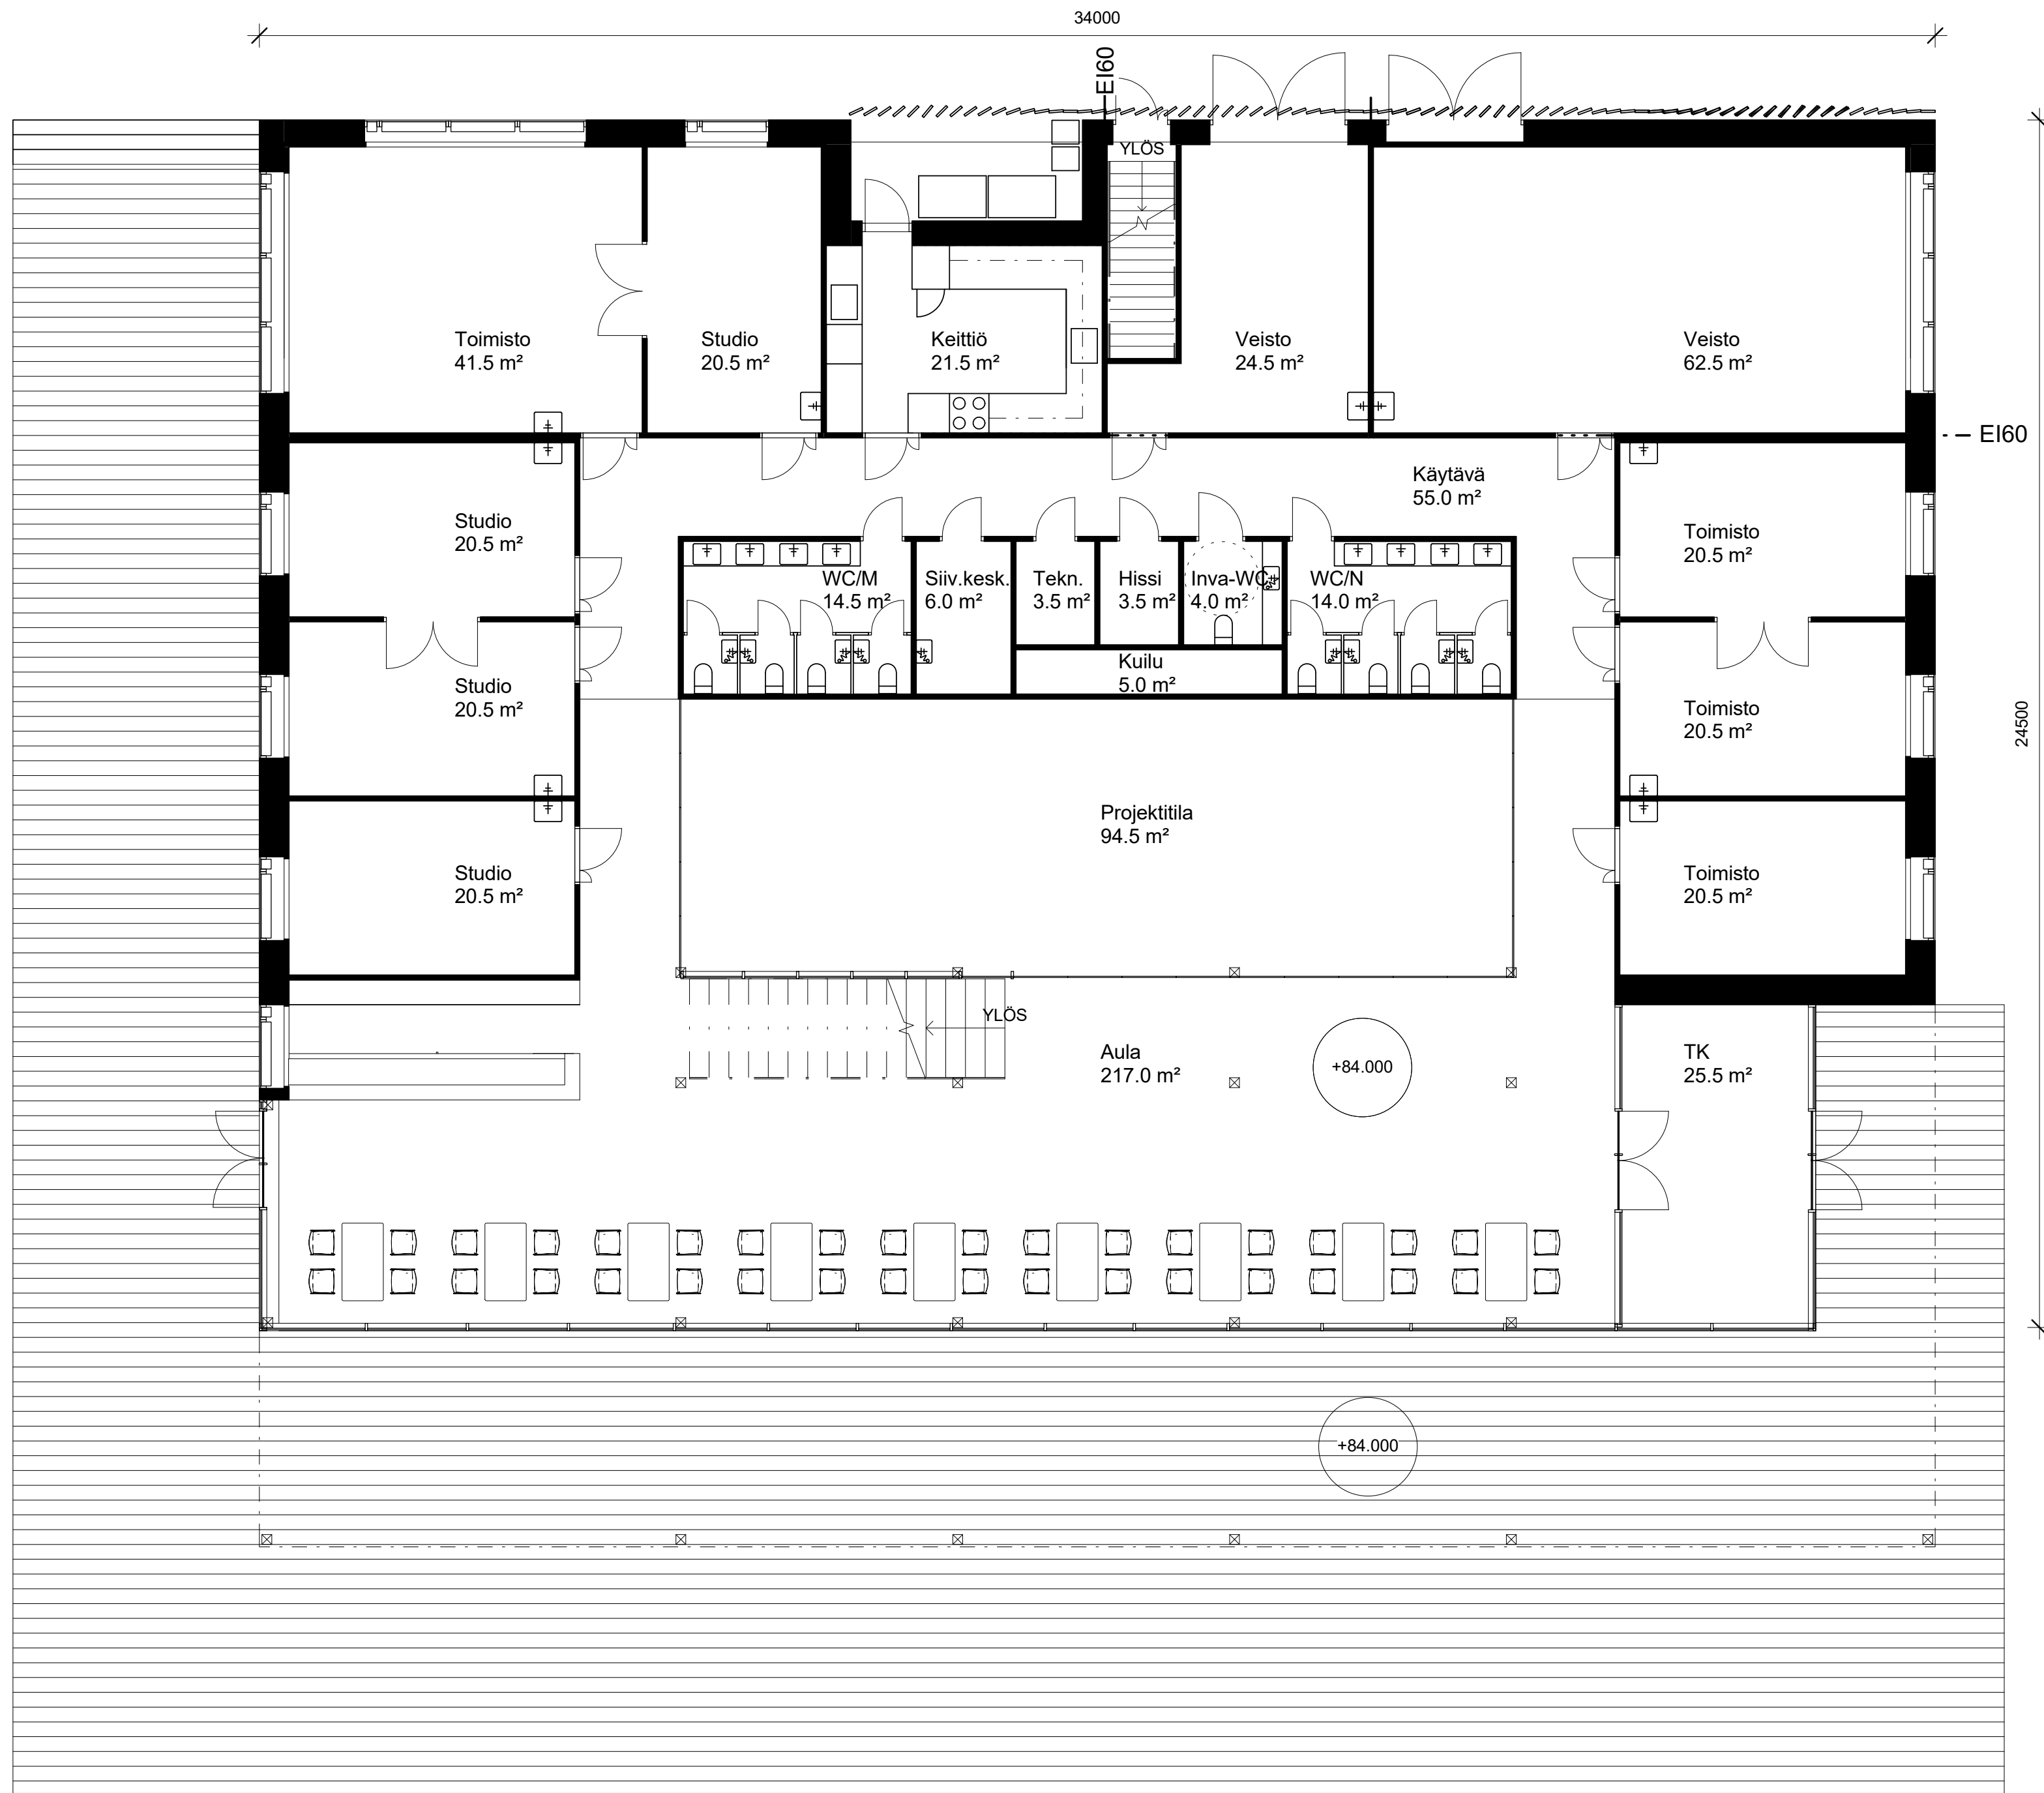 34000
EI60
YLÖS
Toimisto
41.5 m²
Studio
20.5 m²
Keittiö
21.5 m²
Veisto
24.5 m²
Veisto
62.5 m²
EI60
Käytävä
55.0 m²
Studio
20.5 m²
Toimisto
20.5 m²
WC/M
14.5 m²
Siiv.kesk.
6.0 m²
Tekn.
3.5 m²
Hissi
3.5 m²
Inva-WC
4.0 m²
WC/N
14.0 m²
Kuilu
5.0 m²
Studio
20.5 m²
Toimisto
20.5 m²
24500
Projektitila
94.5 m²
Studio
20.5 m²
Toimisto
20.5 m²
YLÖS
Aula
217.0 m²
+84.000
TK
25.5 m²
+84.000